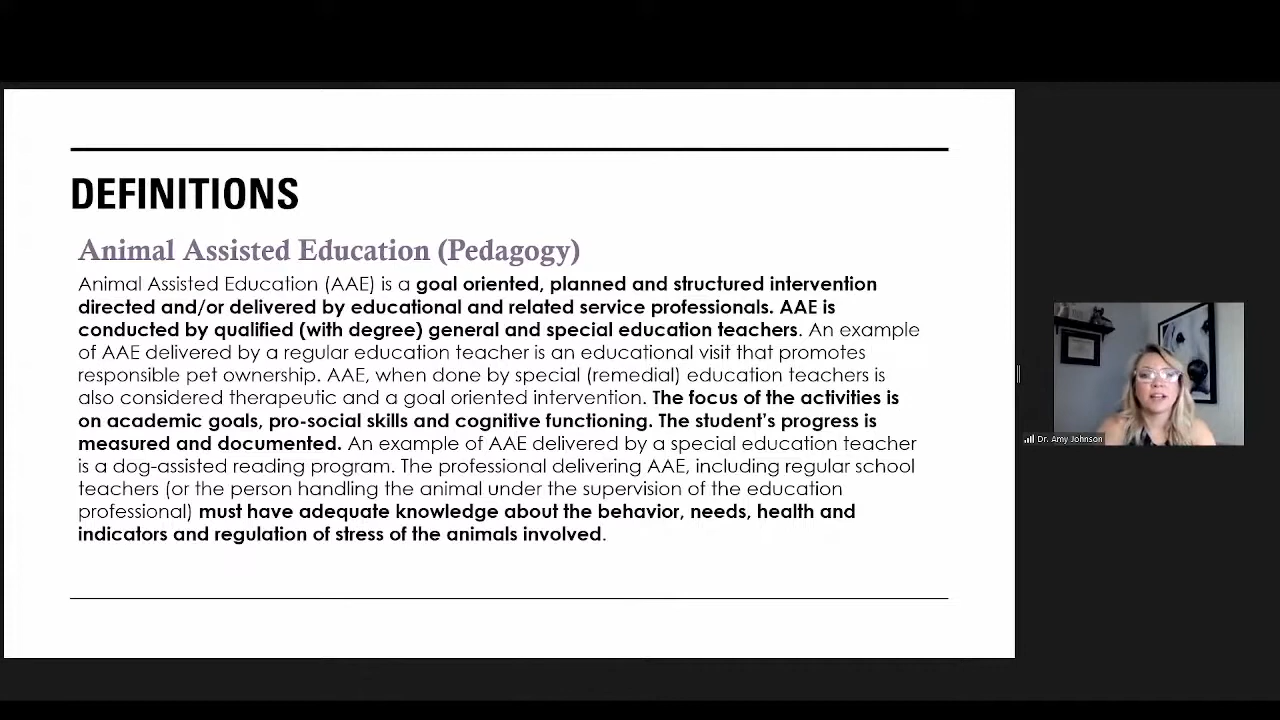 DEFINITIONS
Animal Assisted Education (Pedagogy)
Animal Assisted Education (AAE) is a goal oriented, planned and structured intervention
directed and/or delivered by educational and related service professionals. AAE is
conducted by qualified (with degree) general and special education teachers. An example
of AAE delivered by a regular education teacher is an educational visit that promotes
responsible pet ownership. AAE, when done by special (remedial) education teachers is
also considered therapeutic and a goal oriented intervention. The focus of the activities is
on academic goals, pro-social skills and cognitive functioning. The student's progress is
measured and documented. An example of AAE delivered by a special education teacher
is a dog-assisted reading program. The professional delivering AAE, including regular school
teachers (or the person handling the animal under the supervision of the education
professional) must have adequate knowledge about the behavior, needs, health and
indicators and regulation of stress of the animals involved.
Dr. Amy Johnson